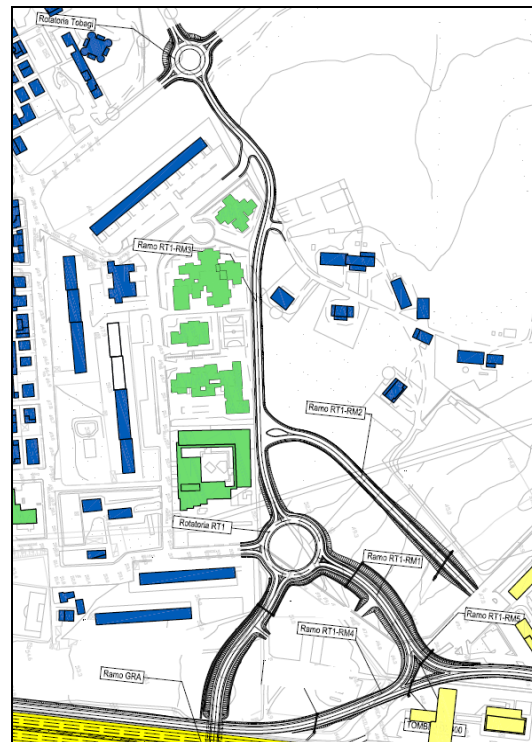 Rotatoria Tobagi
Ramo RT1-RM3
Ramo RT1-RM2
Rotatoria RT1
Ramo RT1-RM1
Ramo RT1-RM5
Ramo RT1-RM4
Ramo GRA